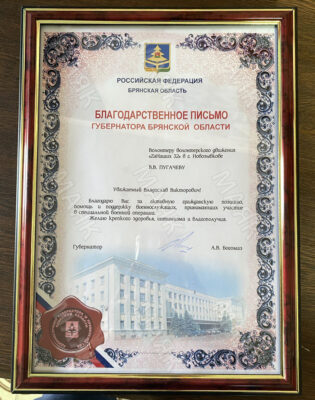 РОССИЙСКАЯ ФЕДЕРАЦИЯ
БРЯНСКАЯ ОБЛАСТЬ
БЛАГОДАРСТВЕННОЕ ПИСЬМО
ГУБЕРНАТОРА БРЯНСКОЙ ОБЛАСТИ
Волонтеру волонтерского движения
32» в г. Новозыбкове
В.В. ПУГАЧЕВУ
Уважаемый Владислав Викторович!
Благодарю Вас за активную гражданскую позицию,
помощь и поддержку военнослужащих, принимающих участие
в специальной военной операции.
Желаю крепкого здоровья, оптимизма и благополучия.
Губернатор
А.В. Богомаз